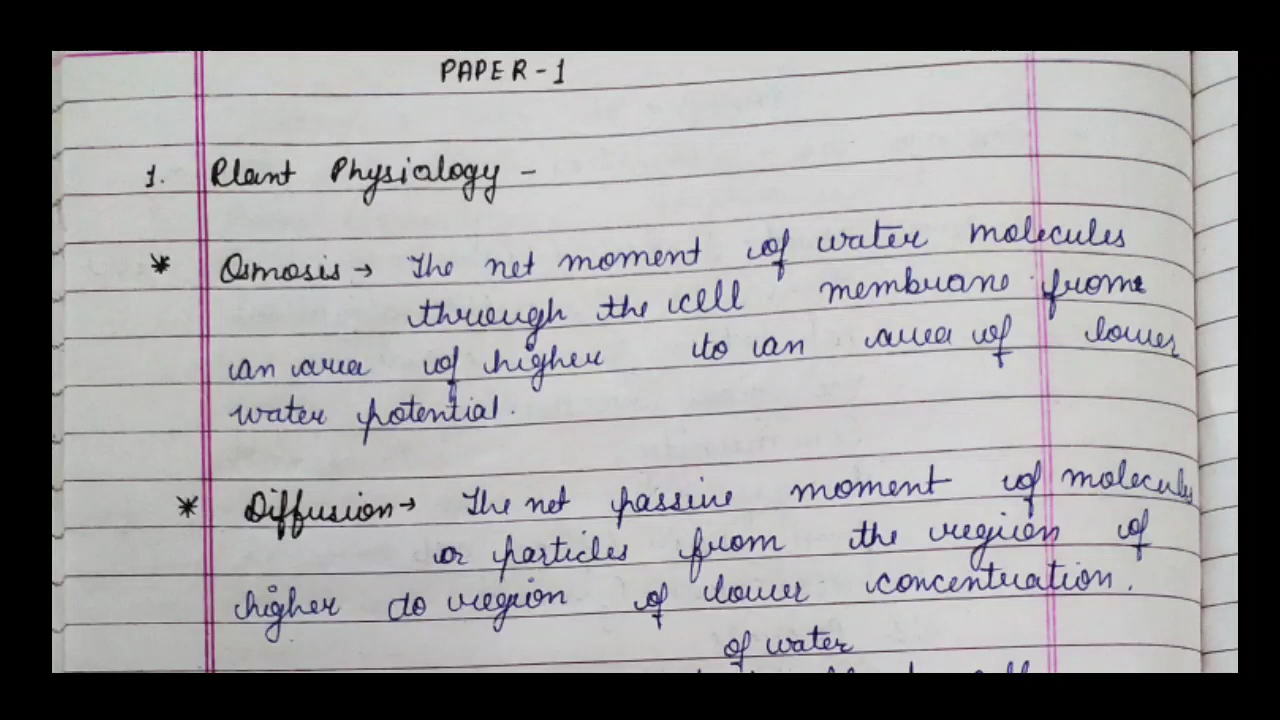 PAPER-1
1. Plant Physialogy -
* Osmosis → The net moment of water molecules
through the cell membrane from
an area of higher to an area of lower
water potential.
* Diffusion → The net passive moment of molecules
or particles from the region of
higher to region of lower concentration.
of water